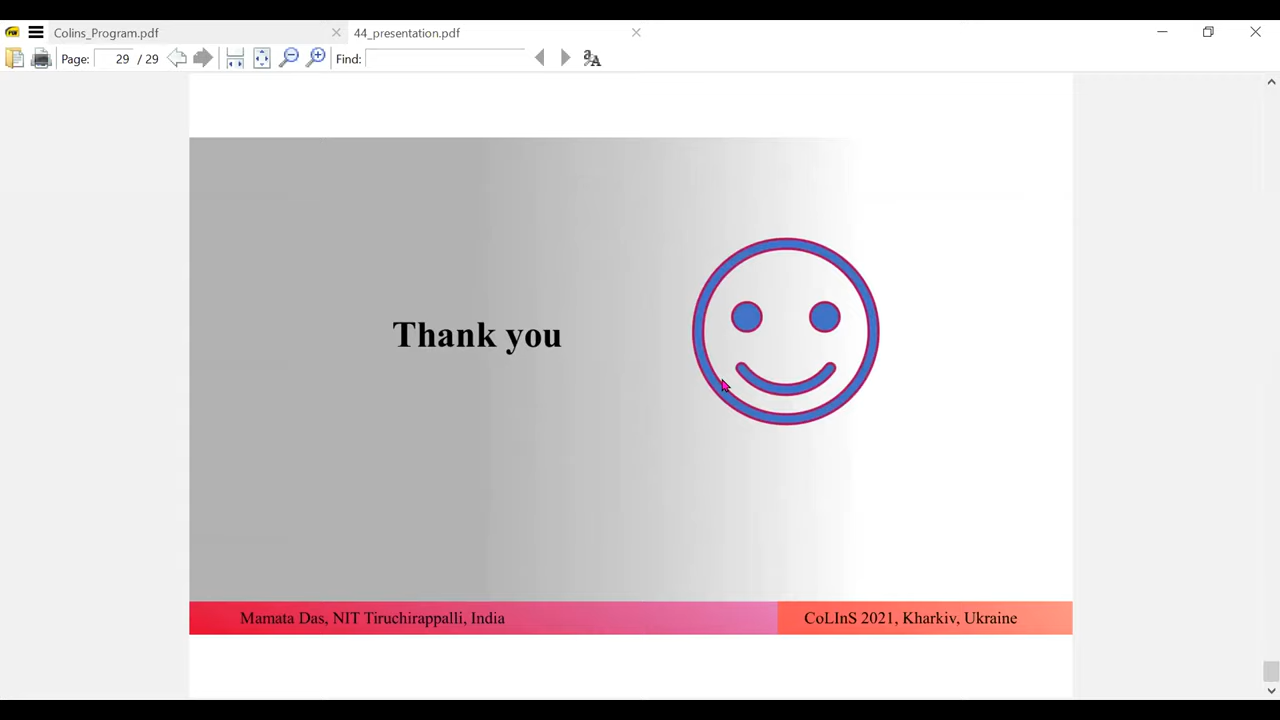 Colins_Program.pdf
44_presentation.pdf
Page: 29 / 29
Find:
Thank you
Mamata Das, NIT Tiruchirappalli, India
CoLInS 2021, Kharkiv, Ukraine